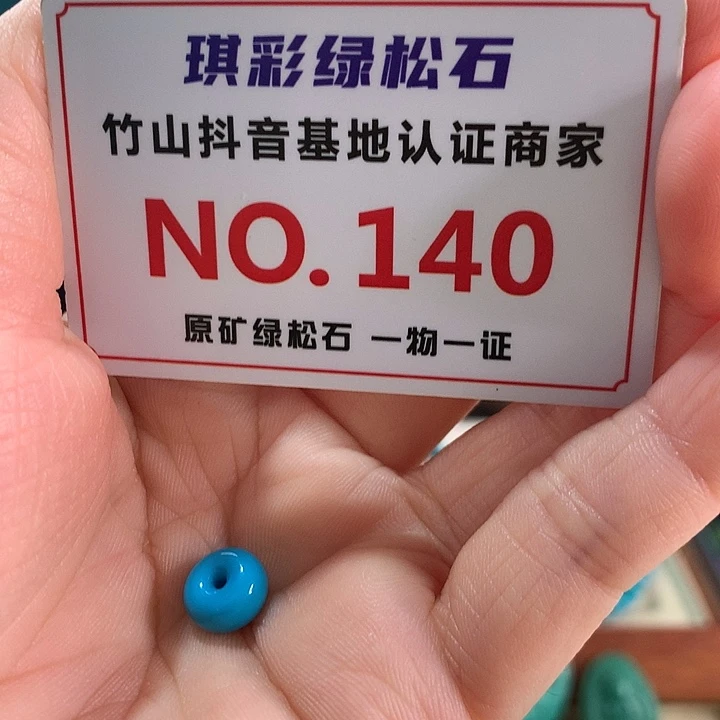 琪彩绿松石
竹山抖音基地认证商家
NO.140
原矿绿松石 一物一证